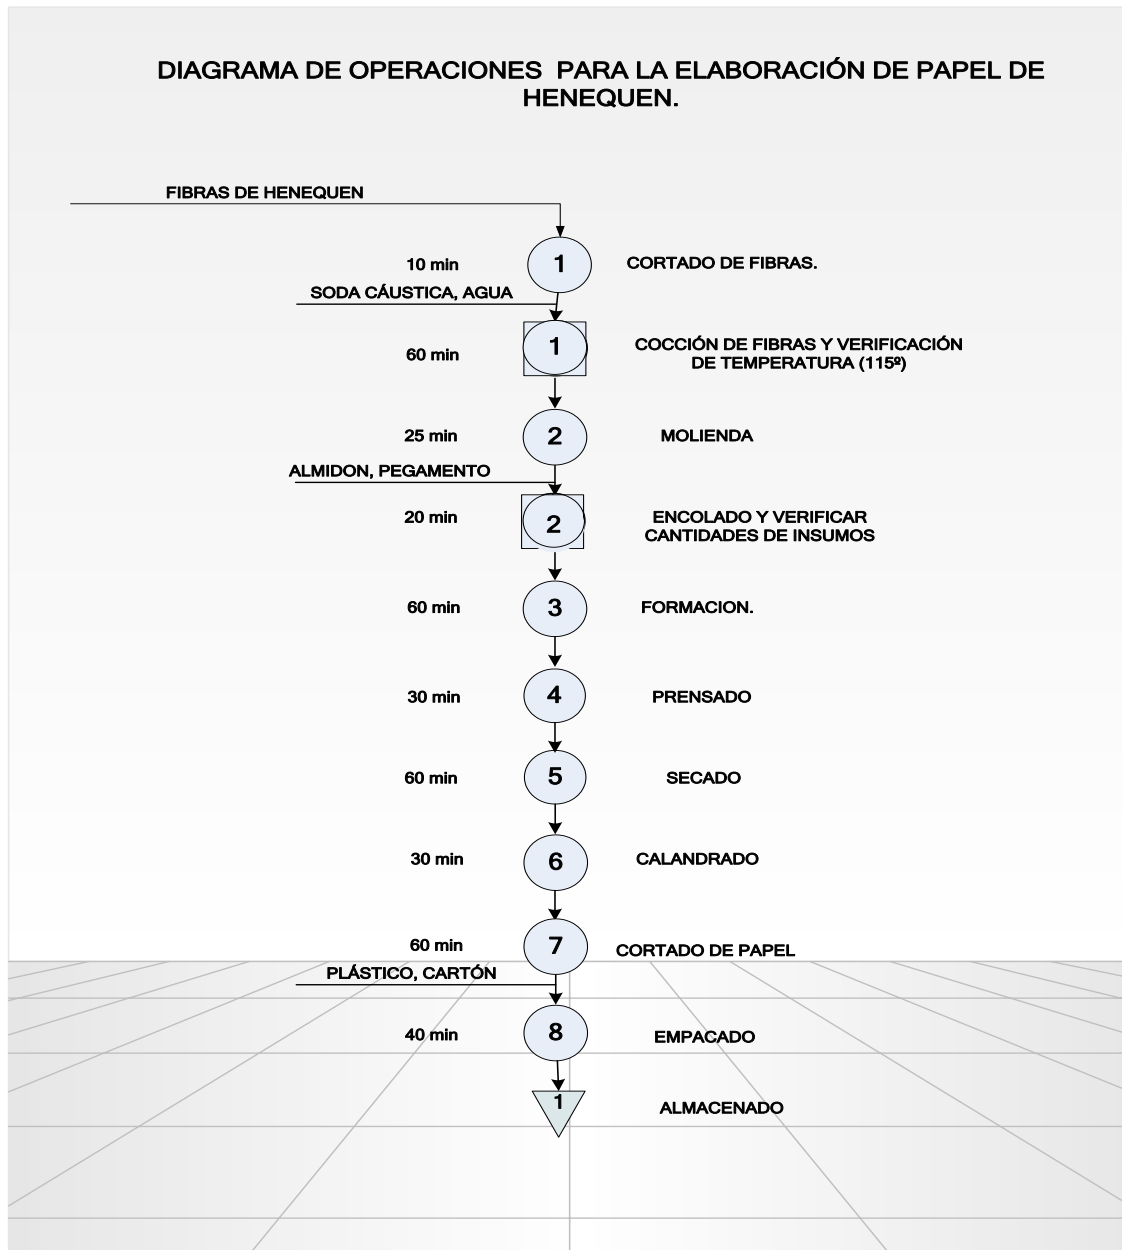 DIAGRAMA DE OPERACIONES PARA LA ELABORACIÓN DE PAPEL DE
HENEQUEN.
FIBRAS DE HENEQUEN
10 min
1
CORTADO DE FIBRAS.
SODA CÁUSTICA, AGUA
60 min
1
COCCIÓN DE FIBRAS Y VERIFICACIÓN
DE TEMPERATURA (115º)
25 min
2
MOLIENDA
ALMIDON, PEGAMENTO
20 min
2
ENCOLADO Y VERIFICAR
CANTIDADES DE INSUMOS
60 min
3
FORMACION.
30 min
4
PRENSADO
60 min
5
SECADO
30 min
6
CALANDRADO
60 min
7
CORTADO DE PAPEL
PLÁSTICO, CARTÓN
40 min
8
EMPACADO
1
ALMACENADO